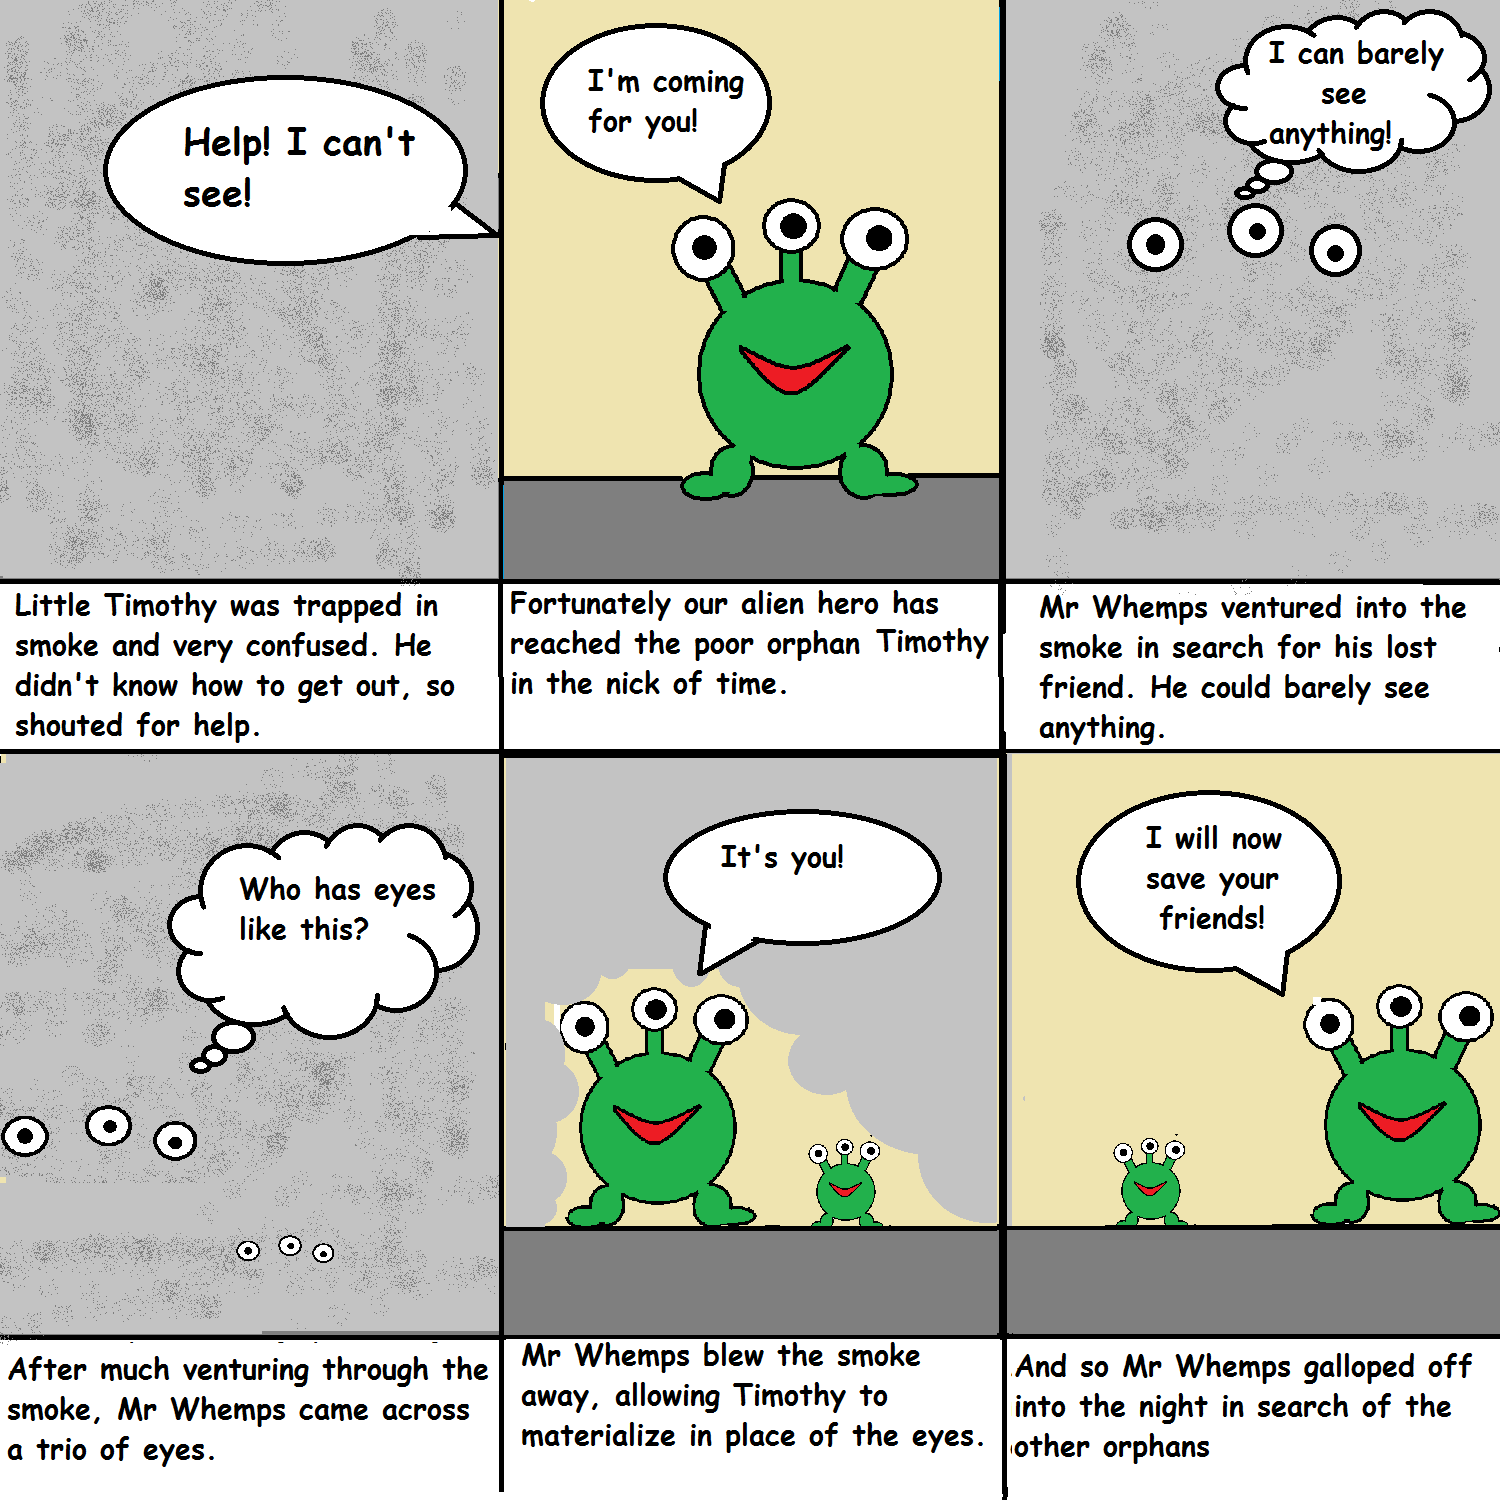 Help! I can't
see!
I'm coming
for you!
I can barely
see
anything!
Little Timothy was trapped in
smoke and very confused. He
didn't know how to get out, so
shouted for help.
Fortunately our alien hero has
reached the poor orphan Timothy
in the nick of time.
Mr Whemps ventured into the
smoke in search for his lost
friend. He could barely see
anything.
Who has eyes
like this?
It's you!
I will now
save your
friends!
After much venturing through the
smoke, Mr Whemps came across
a trio of eyes.
Mr Whemps blew the smoke
away, allowing Timothy to
materialize in place of the eyes.
And so Mr Whemps galloped off
into the night in search of the
other orphans